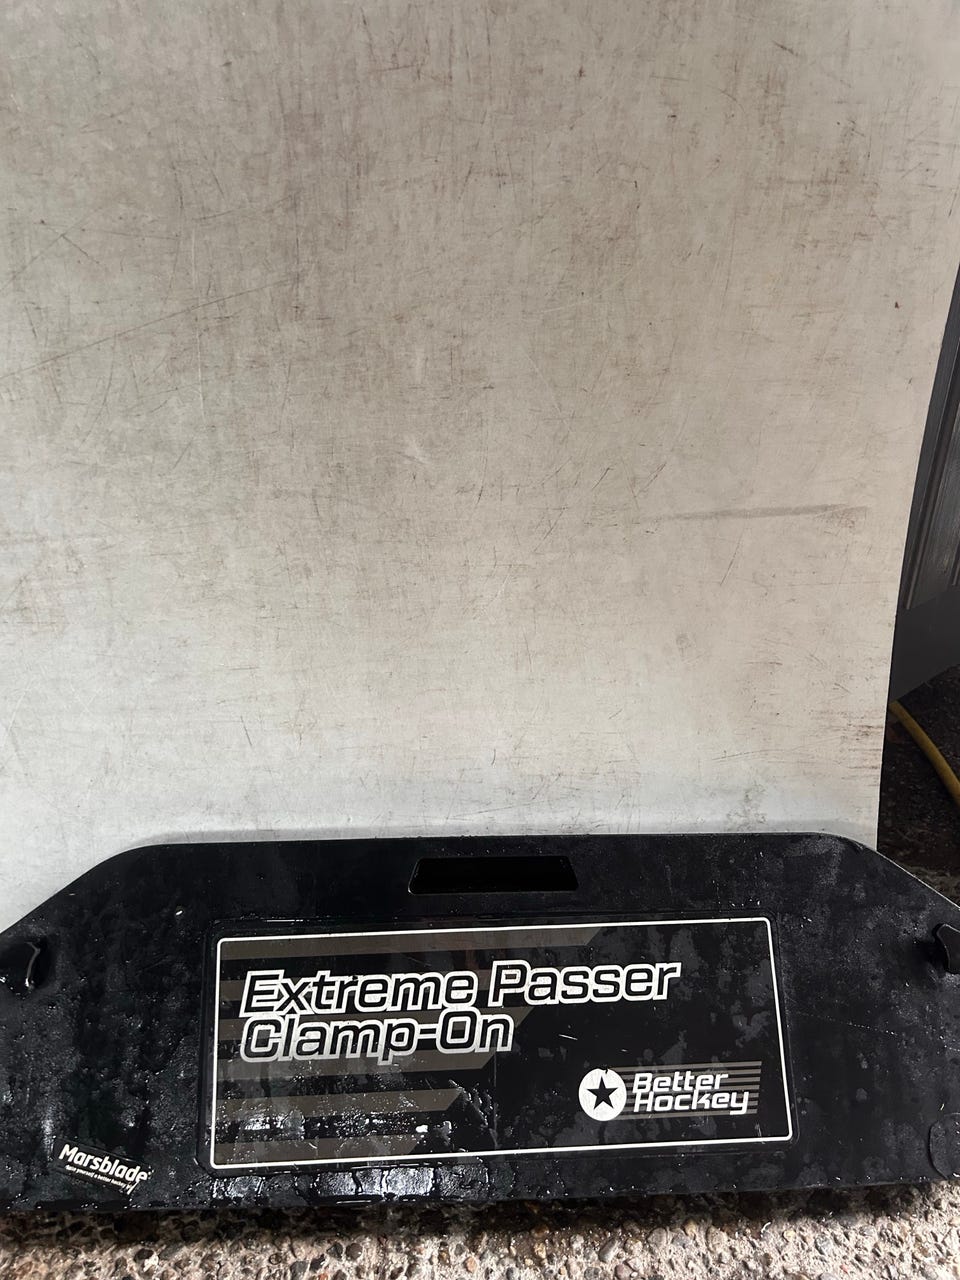 Extreme Passer
Clamp-On
Better
Hockey
Marsblade